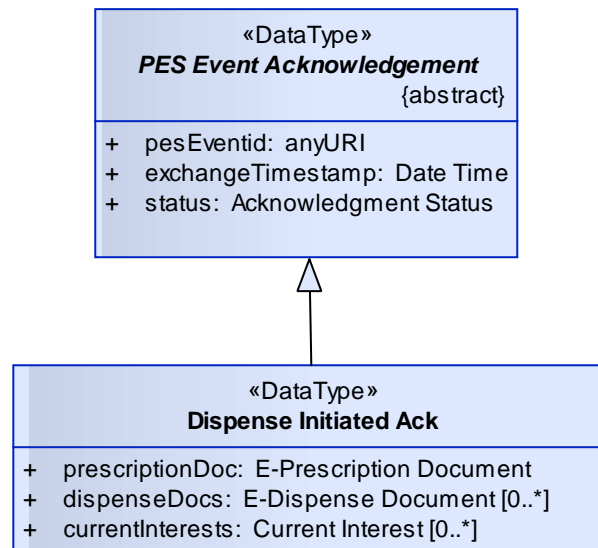 «DataType»
PES Event Acknowledgement
{abstract}
+ pesEventid: anyURI
+ exchangeTimestamp: Date Time
+ status: Acknowledgment Status
«DataType»
Dispense Initiated Ack
+ prescriptionDoc: E-Prescription Document
+ dispenseDocs: E-Dispense Document [0..*]
+ currentInterests: Current Interest [0..*]